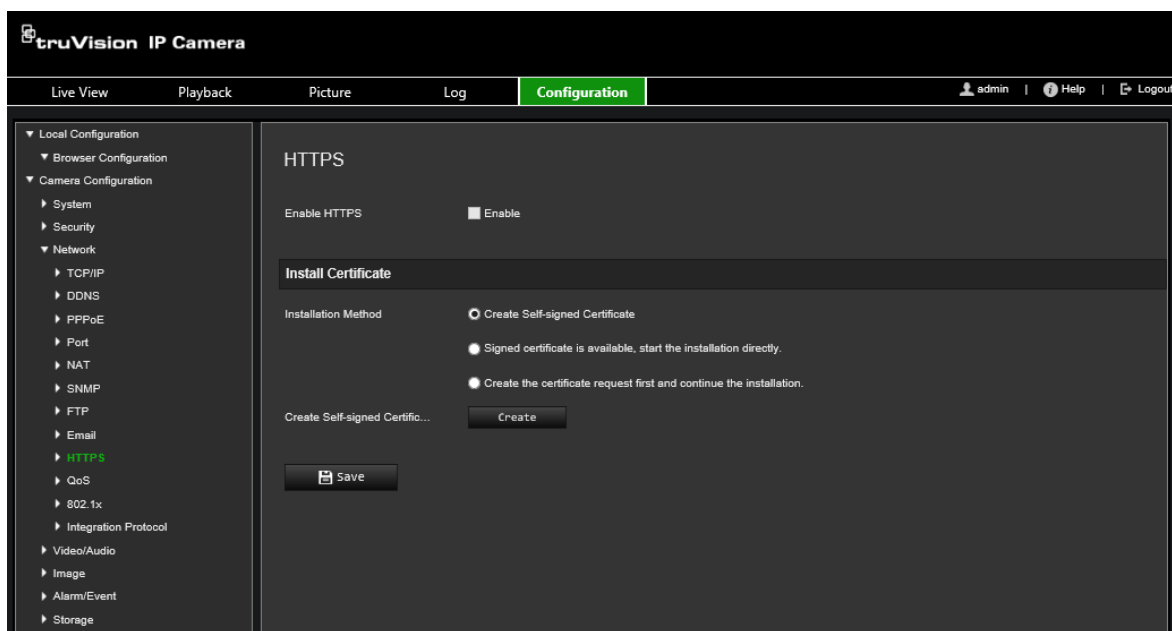 truVision IP Camera
Live View Playback Picture Log Configuration admin | Help | Logout
Local Configuration
Browser Configuration
Camera Configuration
System
Security
Network
TCP/IP
DDNS
PPPoE
Port
NAT
SNMP
FTP
Email
HTTPS
QoS
802.1x
Integration Protocol
Video/Audio
Image
Alarm/Event
Storage
HTTPS
Enable HTTPS Enable
Install Certificate
Installation Method Create Self-signed Certificate
Signed certificate is available, start the installation directly.
Create the certificate request first and continue the installation.
Create Self-signed Certific... Create
Save